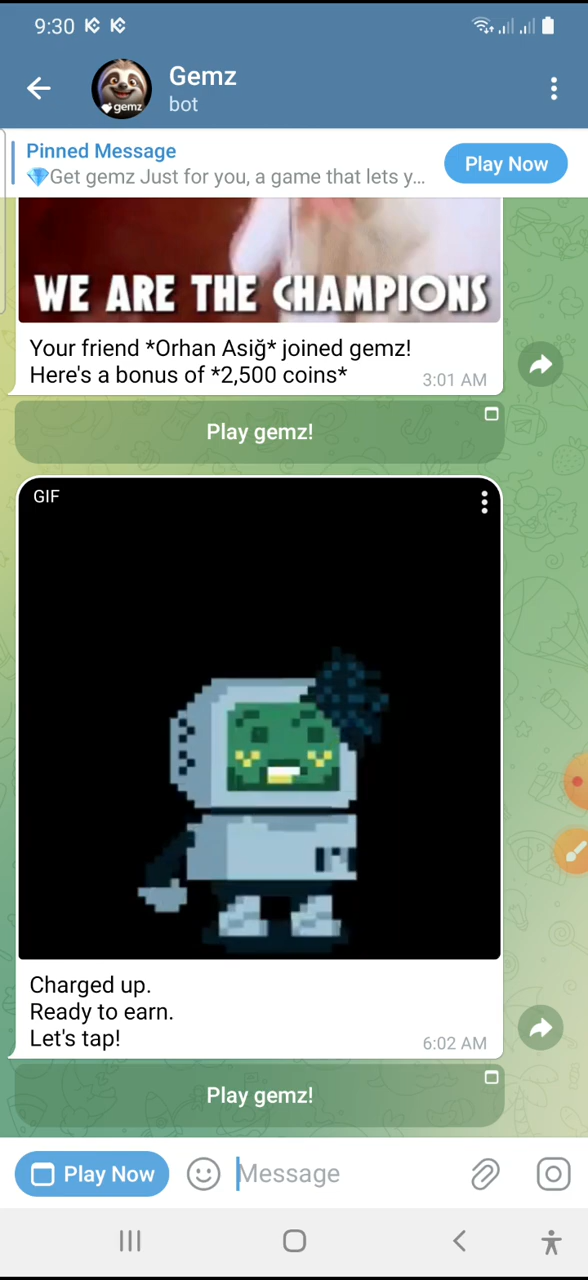 9:30
Gemz
bot
gemz
Pinned Message
💎Get gemz Just for you, a game that lets y...
Play Now
WE ARE THE CHAMPIONS
Your friend *Orhan Asiğ* joined gemz!
Here's a bonus of *2,500 coins*
3:01 AM
Play gemz!
GIF
Charged up.
Ready to earn.
Let's tap!
6:02 AM
Play gemz!
Play Now
Message